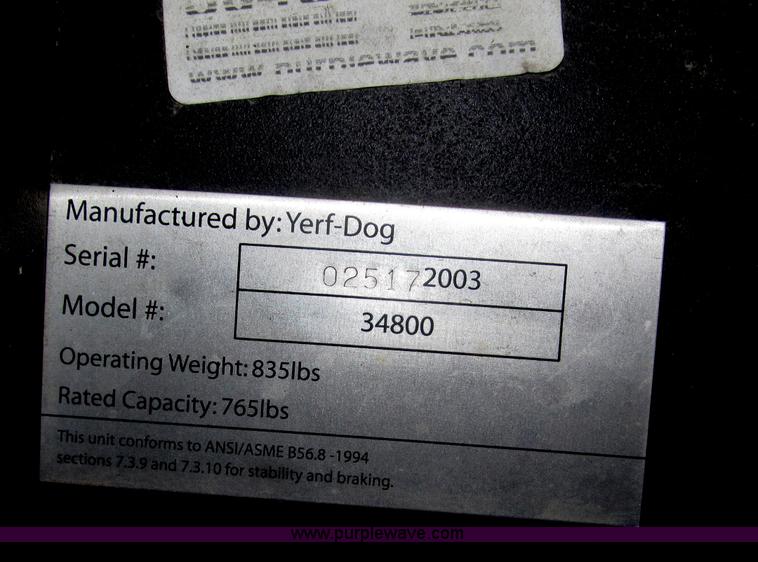 www.purplewave.com
Manufactured by: Yerf-Dog
Serial #: 025172003
Model #: 34800
Operating Weight: 835lbs
Rated Capacity: 765lbs
This unit conforms to ANSI/ASME B56.8 -1994
sections 7.3.9 and 7.3.10 for stability and braking.
www.purplewave.com